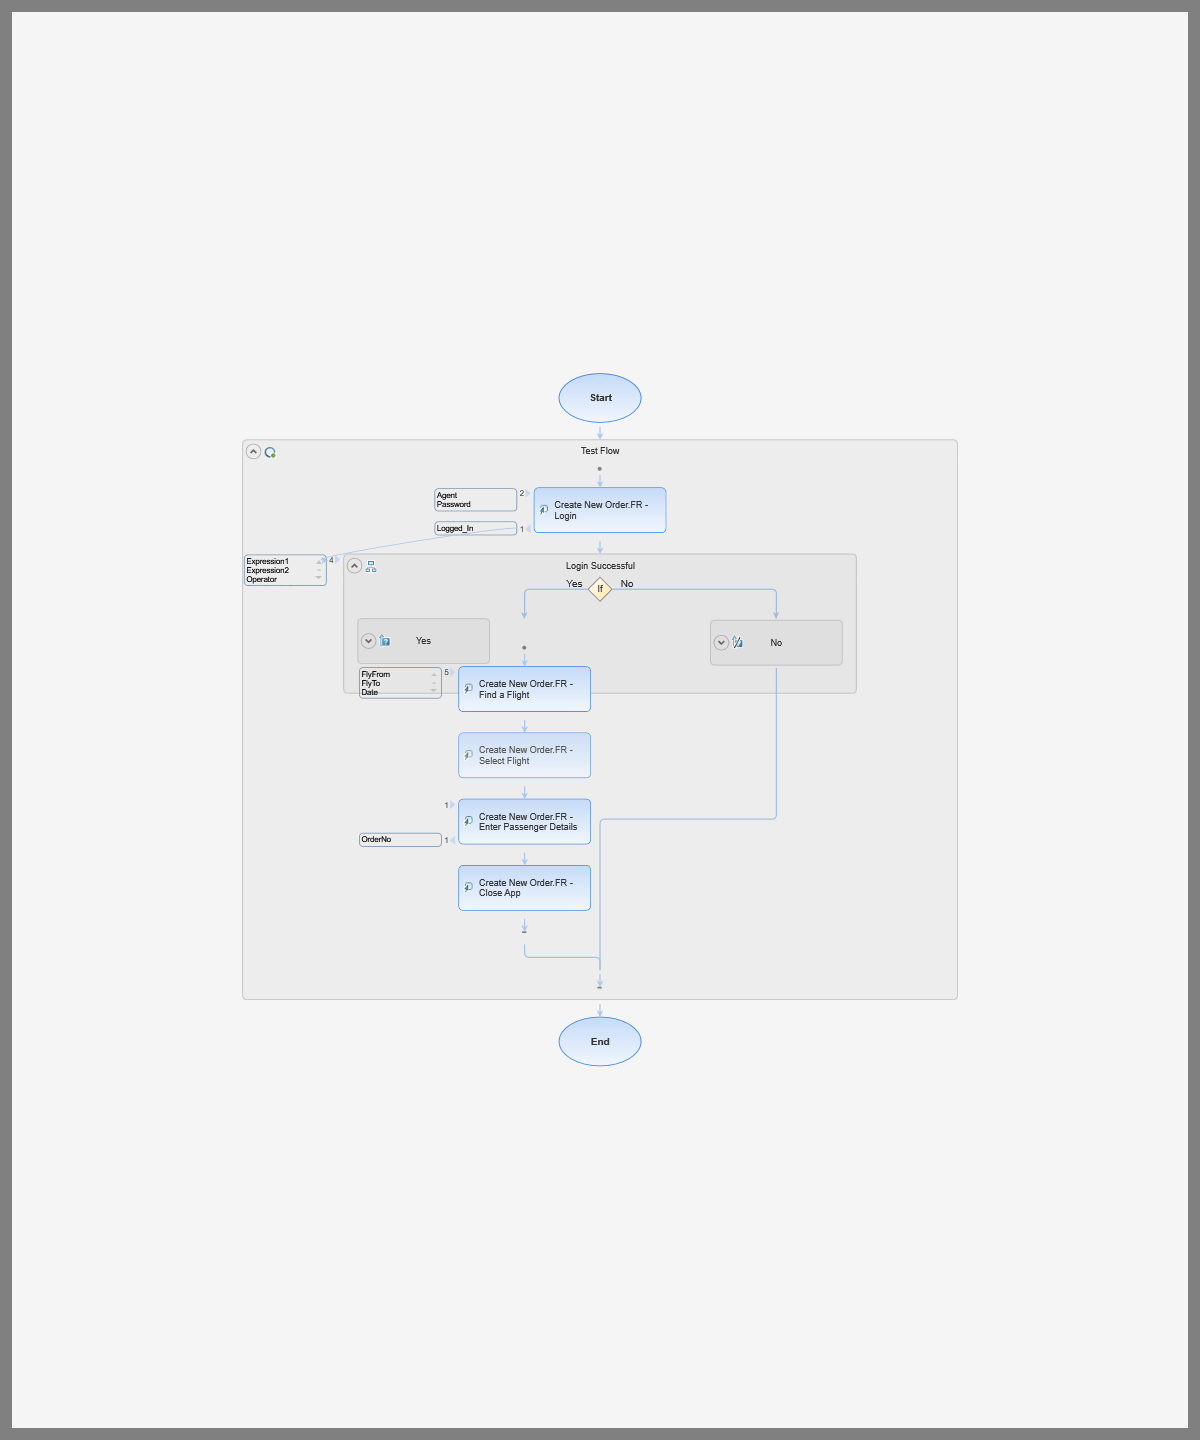 Start
Test Flow
Agent
Password
2
Create New Order.FR -
Login
Logged_In
1
Expression1
Expression2
Operator
4
Login Successful
Yes
If
No
Yes
No
FlyFrom
FlyTo
Date
5
Create New Order.FR -
Find a Flight
Create New Order.FR -
Select Flight
1
Create New Order.FR -
Enter Passenger Details
OrderNo
1
Create New Order.FR -
Close App
End